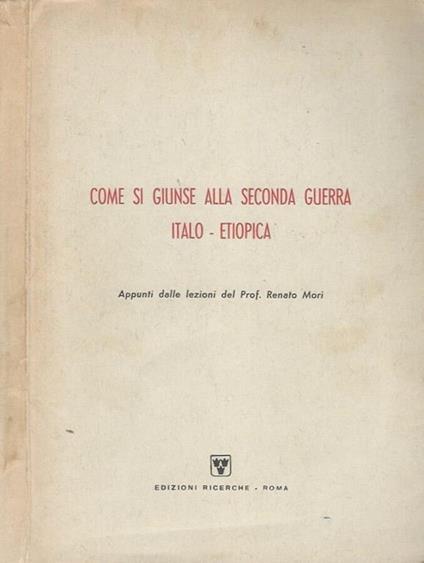 COME SI GIUNSE ALLA SECONDA GUERRA
ITALO - ETIOPICA
Appunti dalle lezioni del Prof. Renato Mori
EDIZIONI RICERCHE - ROMA